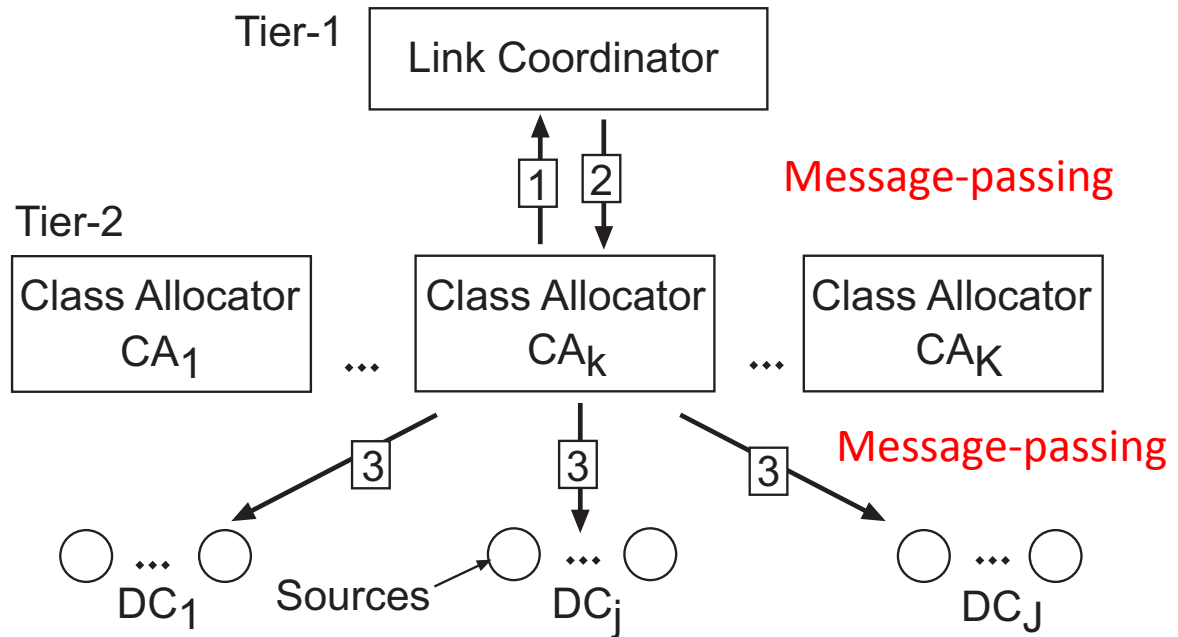 Tier-1
Link Coordinator
1
2
Message-passing
Tier-2
Class Allocator
CA1
...
Class Allocator
CAk
...
Class Allocator
CAK
3
3
3
Message-passing
...
DC1
Sources
...
DCj
...
DCJ